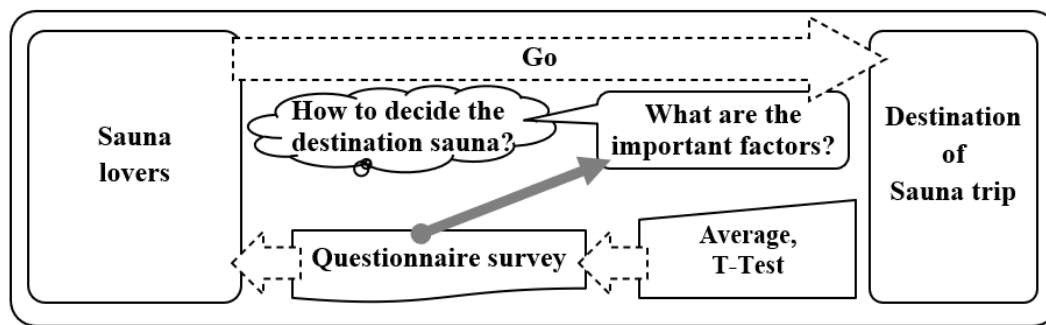 Go
Sauna
lovers
How to decide the
destination sauna?
What are the
important factors?
Destination
of
Sauna trip
Questionnaire survey
Average,
T-Test